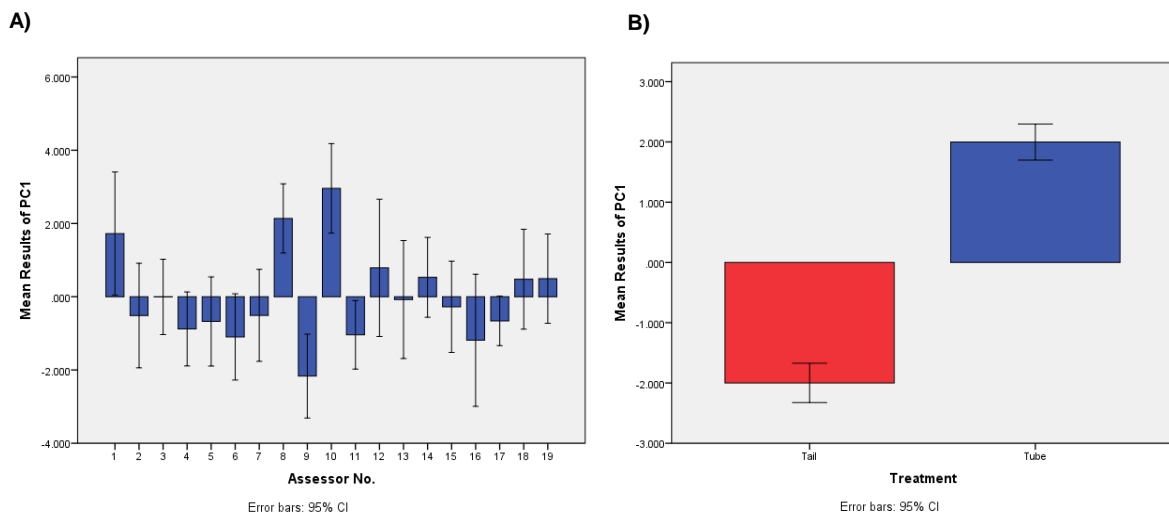 A)
Mean Results of PC1
6.000
4.000
2.000
.000
-2.000
-4.000
1 2 3 4 5 6 7 8 9 10 11 12 13 14 15 16 17 18 19
Assessor No.
Error bars: 95% CI
B)
Mean Results of PC1
3.000
2.000
1.000
.000
-1.000
-2.000
-3.000
Tail Tube
Treatment
Error bars: 95% CI